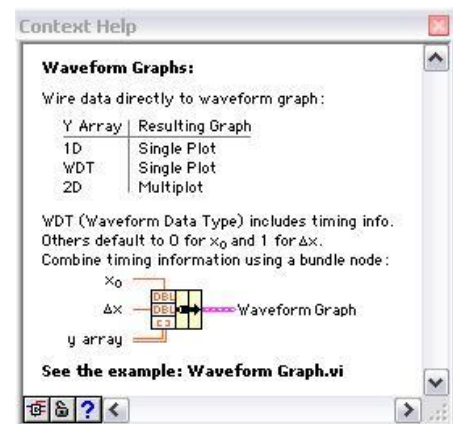 Context Help
Waveform Graphs:
Wire data directly to waveform graph:
Y Array | Resulting Graph
1D Single Plot
WDT Single Plot
2D Multiplot
WDT (Waveform Data Type) includes timing info.
Others default to 0 for x₀ and 1 for Δx.
Combine timing information using a bundle node:
x₀
DBL
Δx DBL Waveform Graph
y array
See the example: Waveform Graph.vi
?